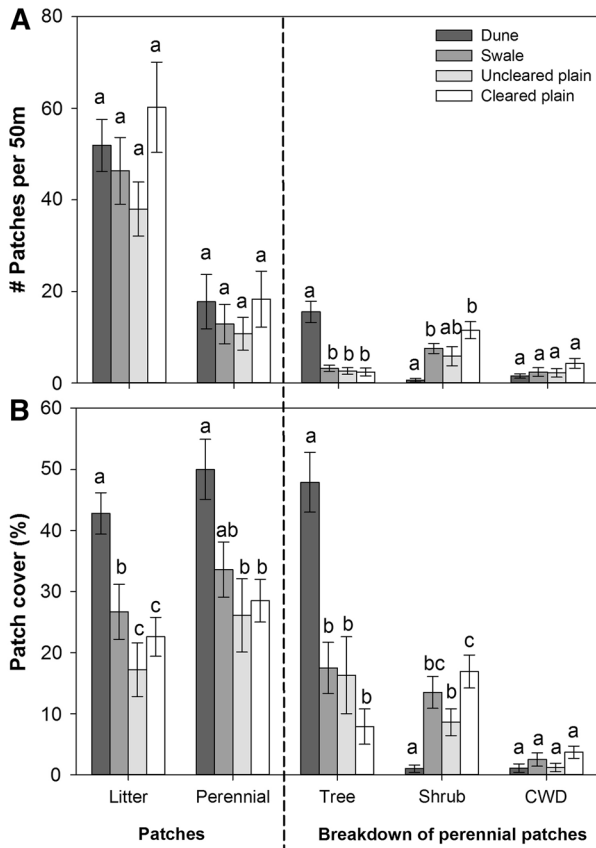 A
# Patches per 50m
80
60
40
20
0
Dune
Swale
Uncleared plain
Cleared plain
a a a a
a a a a
a b b b
a b ab b
a a a a
B
Patch cover (%)
60
50
40
30
20
10
0
a b c c
a ab b b
a b b b
a bc b c
a a a a
Litter Perennial Tree Shrub CWD
Patches Breakdown of perennial patches